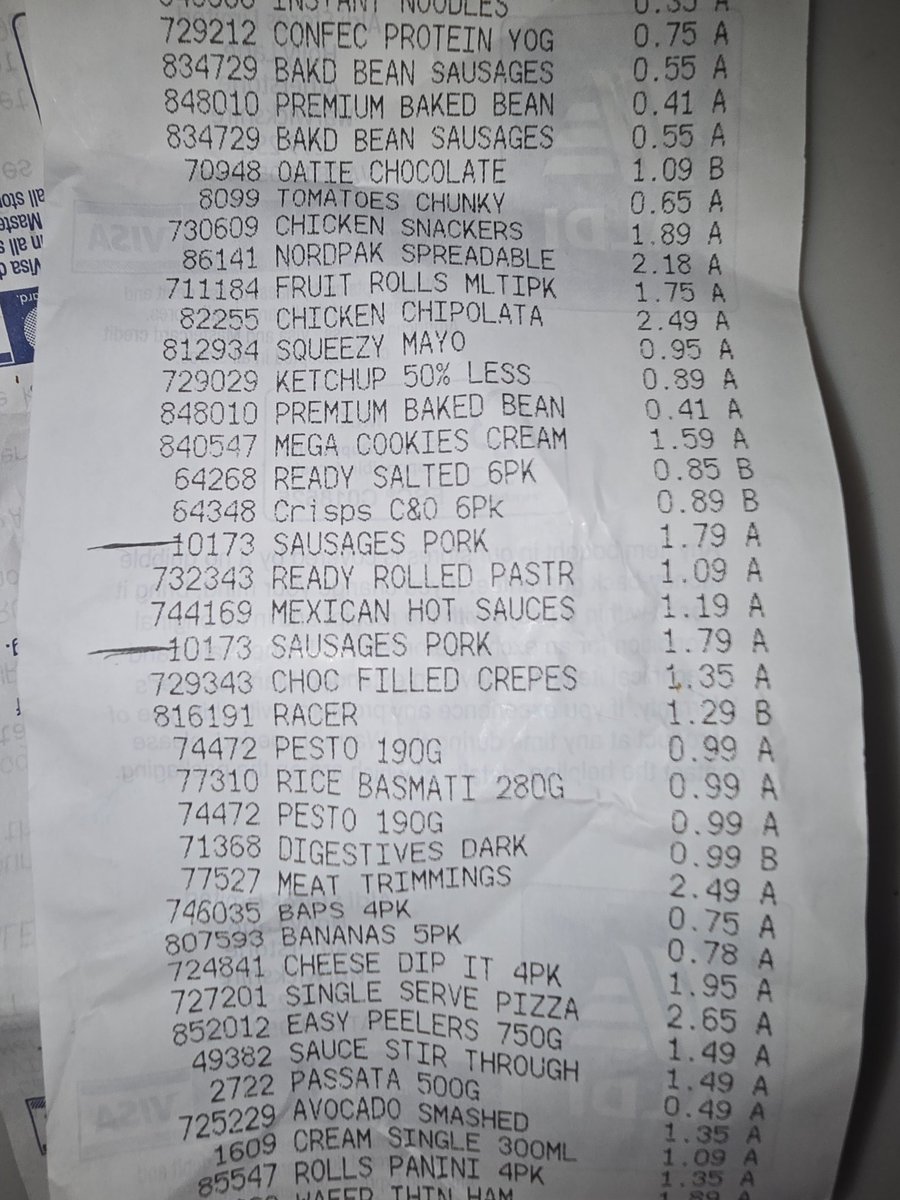 INSTANT NOODLES 0.35 A
729212 CONFEC PROTEIN YOG 0.75 A
834729 BAKD BEAN SAUSAGES 0.55 A
848010 PREMIUM BAKED BEAN 0.41 A
834729 BAKD BEAN SAUSAGES 0.55 A
70948 OATIE CHOCOLATE 1.09 B
8099 TOMATOES CHUNKY 0.65 A
730609 CHICKEN SNACKERS 1.89 A
86141 NORDPAK SPREADABLE 2.18 A
711184 FRUIT ROLLS MLTIPK 1.75 A
82255 CHICKEN CHIPOLATA 2.49 A
812934 SQUEEZY MAYO 0.95 A
729029 KETCHUP 50% LESS 0.89 A
848010 PREMIUM BAKED BEAN 0.41 A
840547 MEGA COOKIES CREAM 1.59 A
64268 READY SALTED 6PK 0.85 B
64348 Crisps C&O 6PK 0.89 B
10173 SAUSAGES PORK 1.79 A
732343 READY ROLLED PASTR 1.09 A
744169 MEXICAN HOT SAUCES 1.19 A
10173 SAUSAGES PORK 1.79 A
729343 CHOC FILLED CREPES 1.35 A
816191 RACER 1.29 B
74472 PESTO 190G 0.99 A
77310 RICE BASMATI 280G 0.99 A
74472 PESTO 190G 0.99 A
71368 DIGESTIVES DARK 0.99 B
77527 MEAT TRIMMINGS 2.49 A
746035 BAPS 4PK 0.75 A
807593 BANANAS 5PK 0.78 A
724841 CHEESE DIP IT 4PK 1.95 A
727201 SINGLE SERVE PIZZA 2.65 A
852012 EASY PEELERS 750G 1.49 A
49382 SAUCE STIR THROUGH 1.49 A
2722 PASSATA 500G 0.49 A
725229 AVOCADO SMASHED 1.35 A
1609 CREAM SINGLE 300ML 1.09 A
85547 ROLLS PANINI 4PK 1.35 A
WAFER THIN HAM